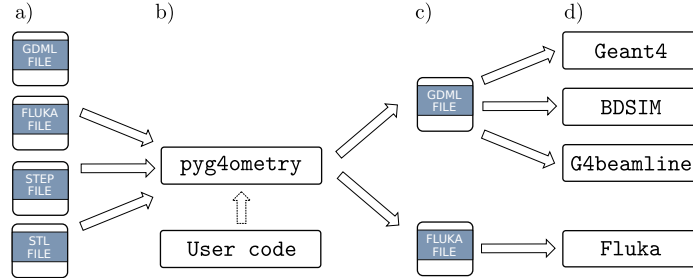 a)
b)
c)
d)
GDML
FILE
FLUKA
FILE
STEP
FILE
STL
FILE
pyg4ometry
User code
GDML
FILE
FLUKA
FILE
Geant4
BDSIM
G4beamline
Fluka